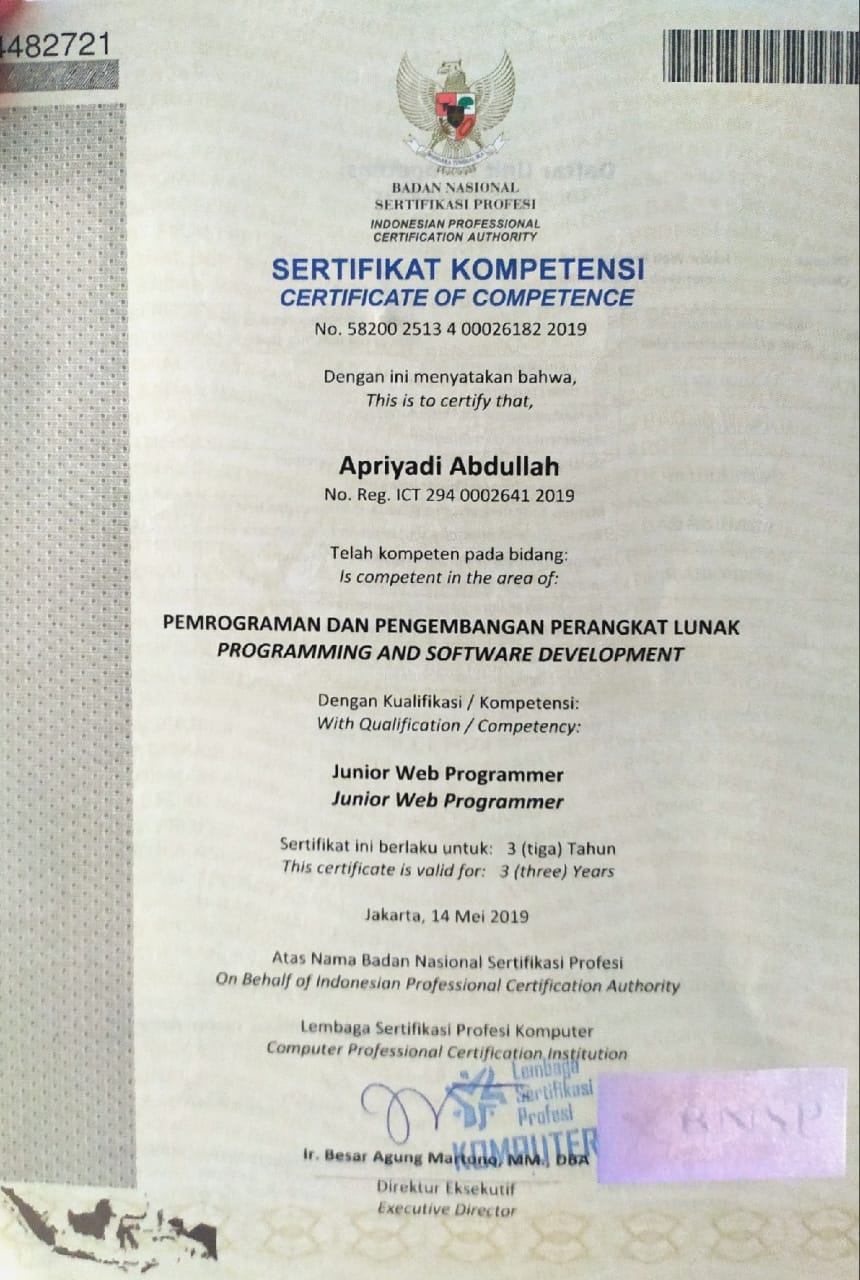 4482721
BADAN NASIONAL
SERTIFIKASI PROFESI
INDONESIAN PROFESSIONAL
CERTIFICATION AUTHORITY
SERTIFIKAT KOMPETENSI
CERTIFICATE OF COMPETENCE
No. 58200 2513 4 00026182 2019
Dengan ini menyatakan bahwa,
This is to certify that,
Apriyadi Abdullah
No. Reg. ICT 294 0002641 2019
Telah kompeten pada bidang:
Is competent in the area of:
PEMROGRAMAN DAN PENGEMBANGAN PERANGKAT LUNAK
PROGRAMMING AND SOFTWARE DEVELOPMENT
Dengan Kualifikasi / Kompetensi:
With Qualification / Competency:
Junior Web Programmer
Junior Web Programmer
Sertifikat ini berlaku untuk: 3 (tiga) Tahun
This certificate is valid for: 3 (three) Years
Jakarta, 14 Mei 2019
Atas Nama Badan Nasional Sertifikasi Profesi
On Behalf of Indonesian Professional Certification Authority
Lembaga Sertifikasi Profesi Komputer
Computer Professional Certification Institution
Lembaga
Sertifikasi
Profesi
KOMPUTER
BNSP
Ir. Besar Agung Martono, MM., DBA
Direktur Eksekutif
Executive Director